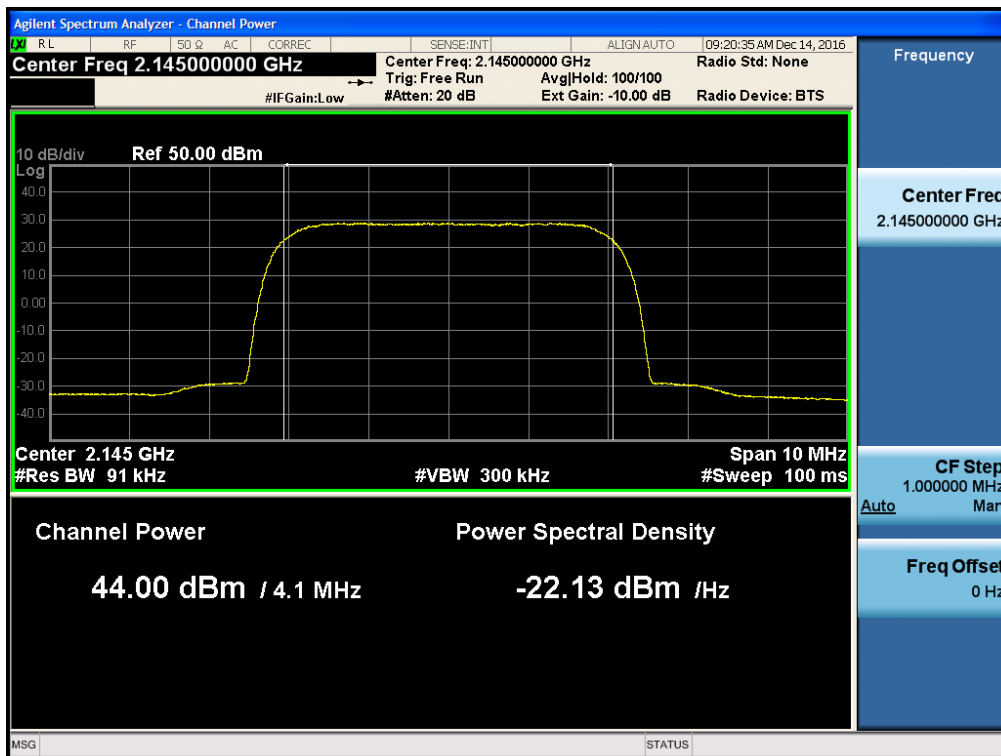 Agilent Spectrum Analyzer - Channel Power
LXI RL RF 50 Ω AC CORREC SENSE:INT ALIGN AUTO 09:20:35 AM Dec 14, 2016
Center Freq 2.145000000 GHz
Center Freq: 2.145000000 GHz Radio Std: None
Trig: Free Run Avg|Hold: 100/100
#IFGain:Low #Atten: 20 dB Ext Gain: -10.00 dB Radio Device: BTS
10 dB/div Ref 50.00 dBm
Log
40.0
30.0
20.0
10.0
0.00
-10.0
-20.0
-30.0
-40.0
Center 2.145 GHz Span 10 MHz
#Res BW 91 kHz #VBW 300 kHz #Sweep 100 ms
Channel Power Power Spectral Density
44.00 dBm / 4.1 MHz -22.13 dBm /Hz
MSG STATUS
Frequency
Center Freq
2.145000000 GHz
CF Step
1.000000 MHz
Auto Man
Freq Offset
0 Hz